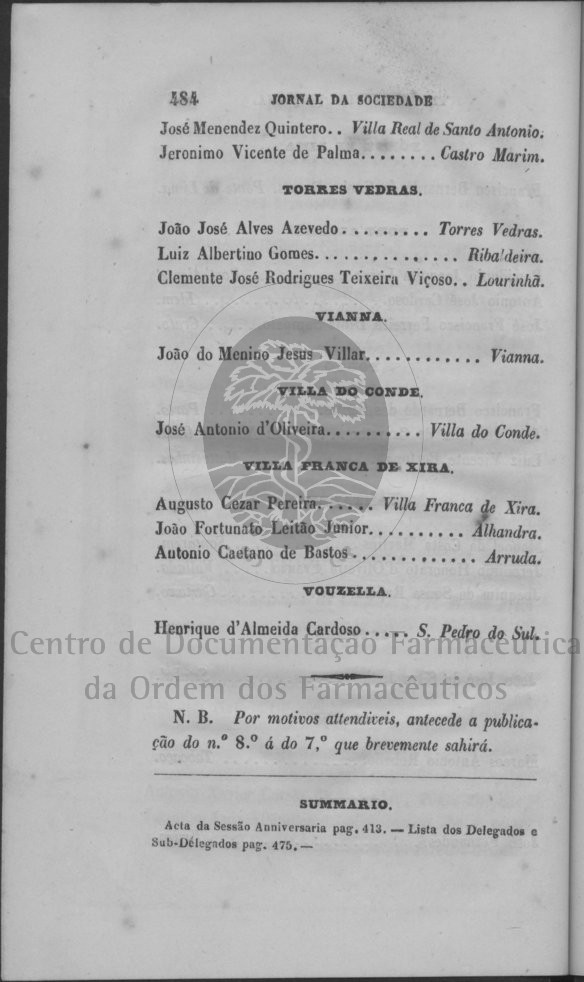 484 JORNAL DA SOCIEDADE
José Menendez Quintero.. Villa Real de Santo Antonio.
Jeronimo Vicente de Palma........ Castro Marim.
TORRES VEDRAS.
João José Alves Azevedo......... Torres Vedras.
Luiz Albertino Gomes............... Ribaldeira.
Clemente José Rodrigues Teixeira Viçoso.. Lourinhã.
VIANNA.
João do Menino Jesus Villar............ Vianna.
VILLA DO CONDE.
José Antonio d'Oliveira.......... Villa do Conde.
VILLA FRANCA DE XIRA.
Augusto Cezar Pereira...... Villa Franca de Xira.
João Fortunato Leitão Junior.......... Alhandra.
Antonio Caetano de Bastos............. Arruda.
VOUZELLA.
Henrique d'Almeida Cardoso..... S. Pedro do Sul.
Centro de Documentação Farmacêutica
da Ordem dos Farmacêuticos
N. B. Por motivos attendiveis, antecede a publica-
ção do n.º 8.º á do 7,º que brevemente sahirá.
SUMMARIO.
Acta da Sessão Anniversaria pag. 413. — Lista dos Delegados e
Sub-Délegados pag. 475. —